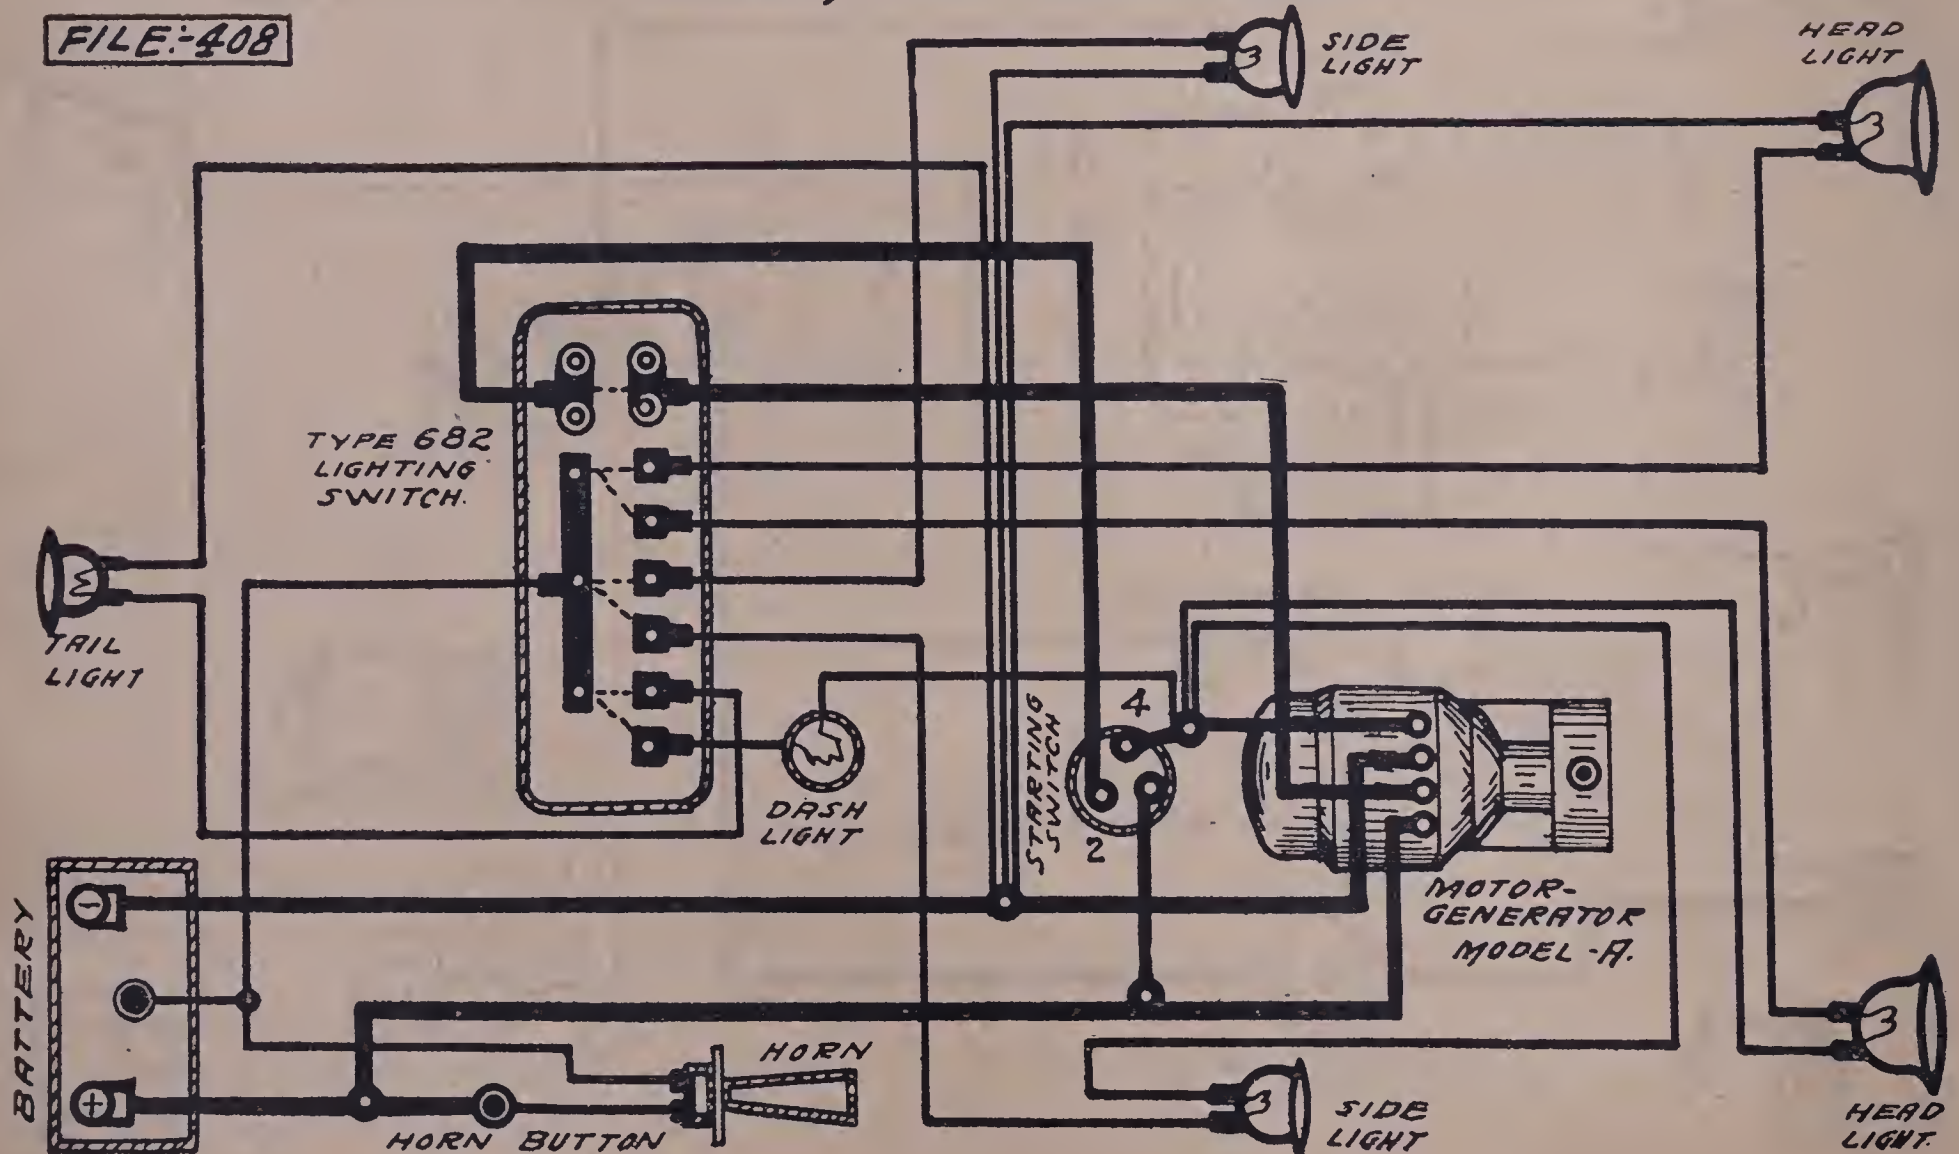 FILE:-408
SIDE
LIGHT
HEAD
LIGHT
TYPE 682
LIGHTING
SWITCH.
TAIL
LIGHT
DASH
LIGHT
STARTING
SWITCH
4
2
MOTOR-
GENERATOR
MODEL-A.
BATTERY
-
+
HORN
HORN BUTTON
SIDE
LIGHT
HEAD
LIGHT.